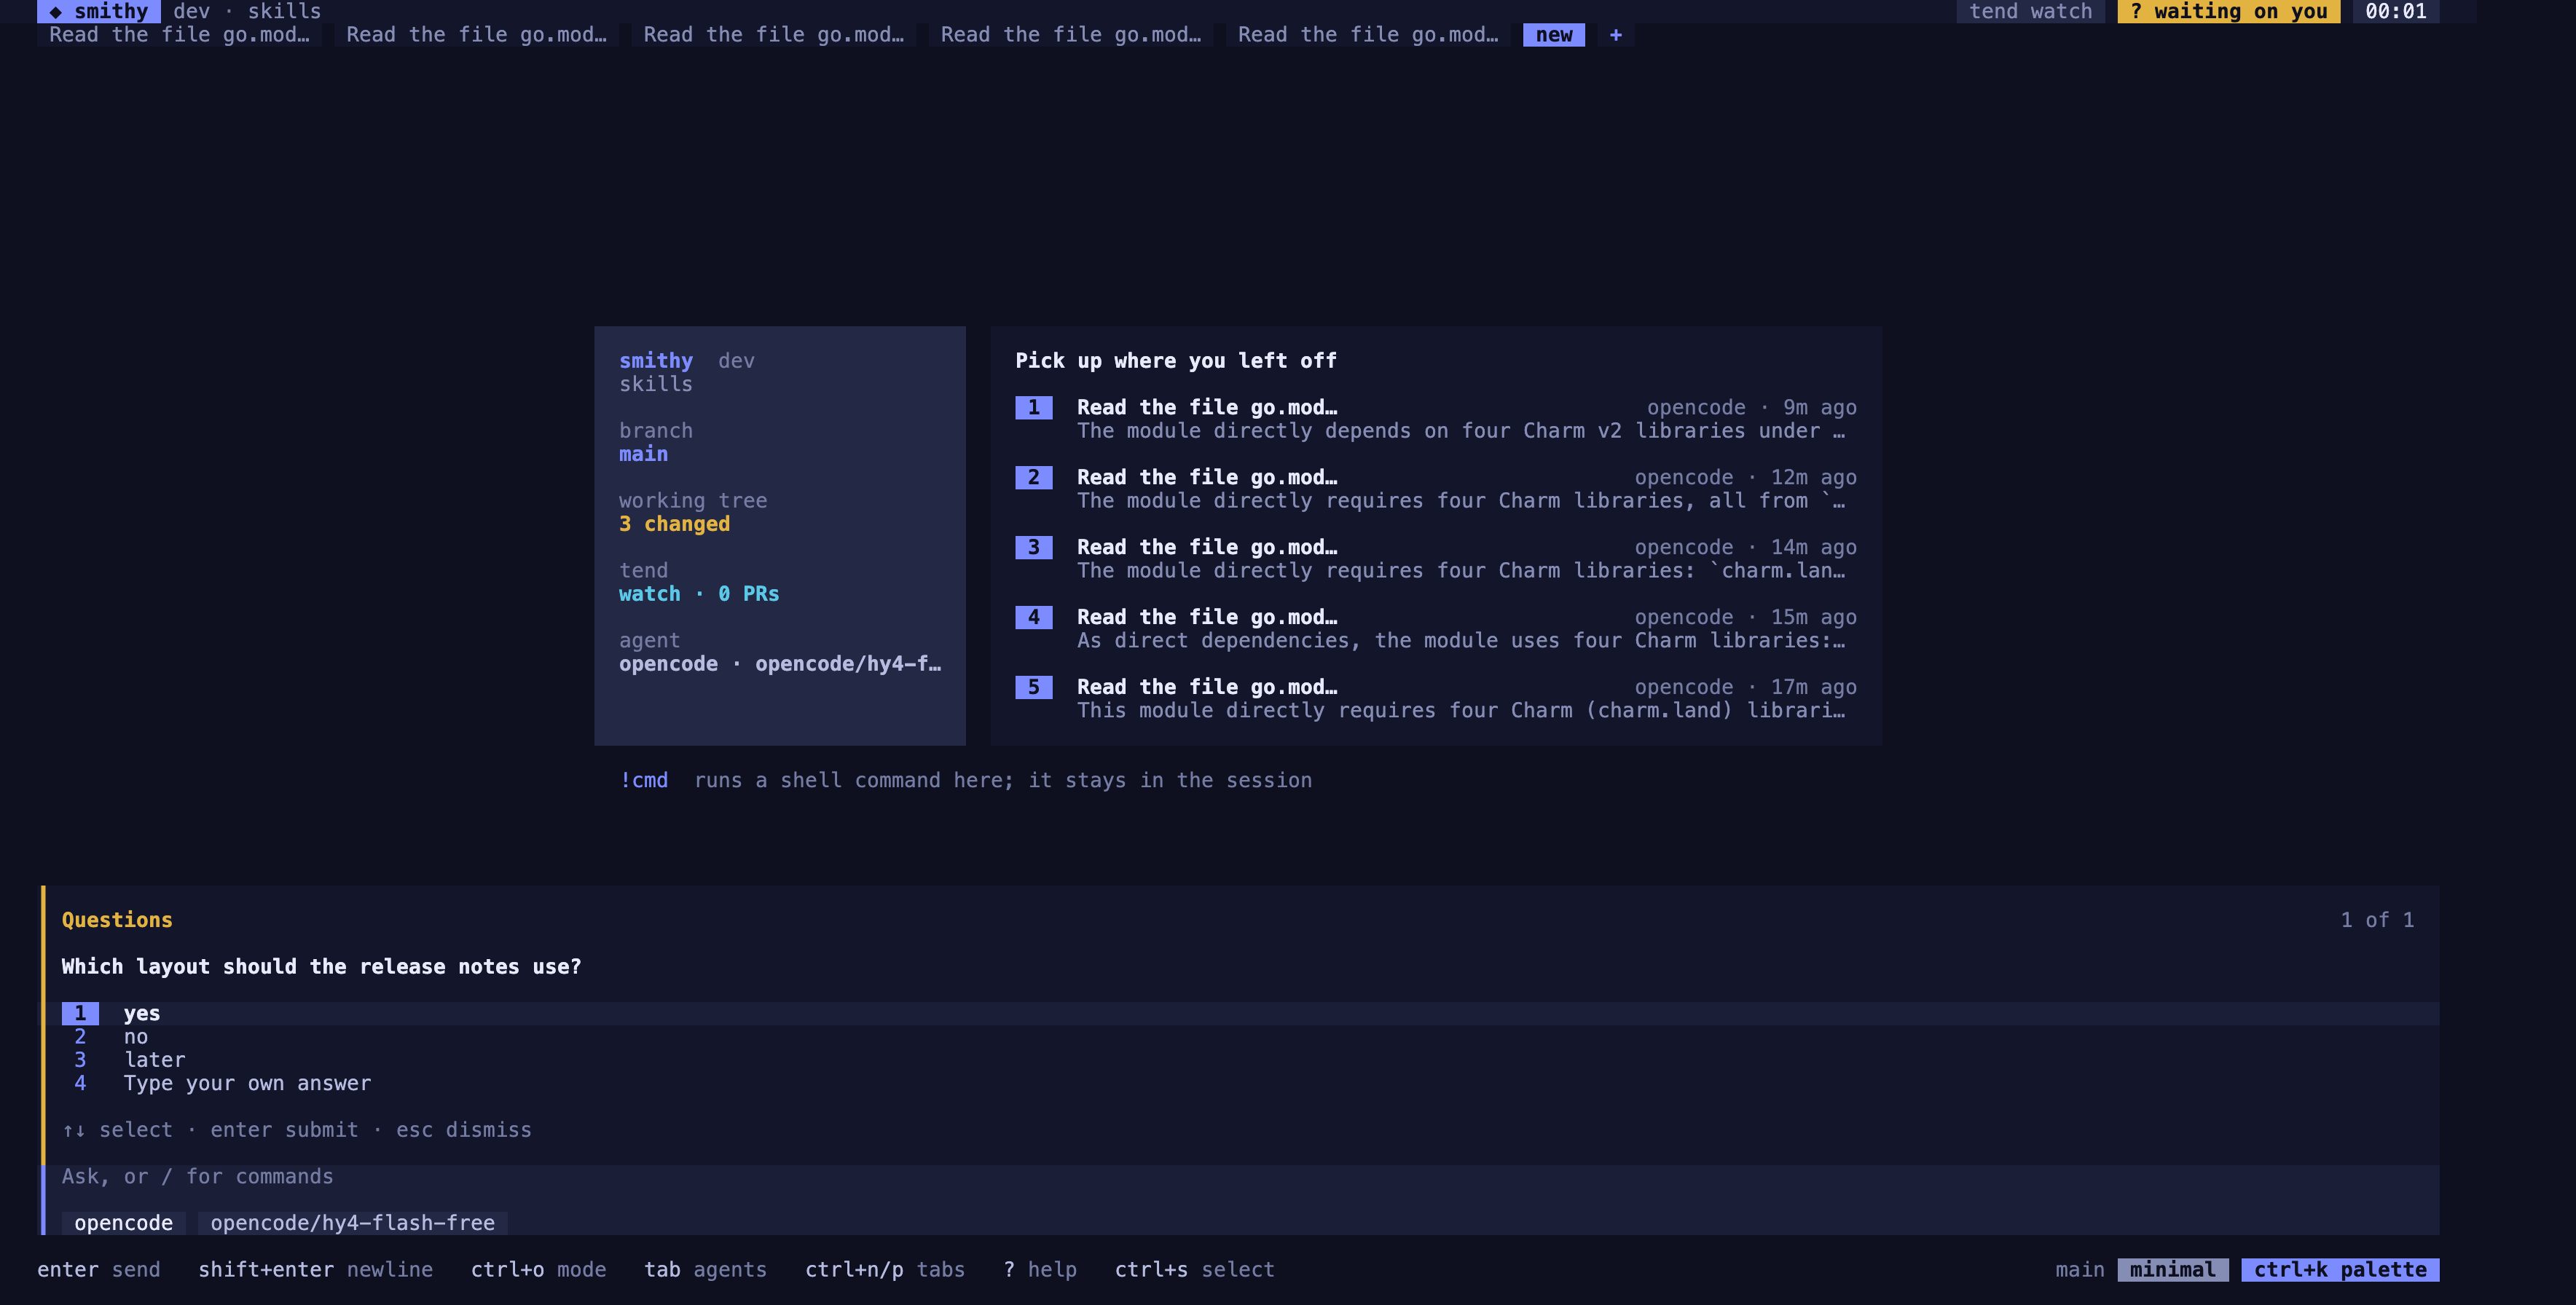 ◆ smithy dev · skills tend watch ? waiting on you 00:01
Read the file go.mod… Read the file go.mod… Read the file go.mod… Read the file go.mod… Read the file go.mod… new +
smithy dev
skills
branch
main
working tree
3 changed
tend
watch · 0 PRs
agent
opencode · opencode/hy4-f…
Pick up where you left off
1 Read the file go.mod… opencode · 9m ago
The module directly depends on four Charm v2 libraries under …
2 Read the file go.mod… opencode · 12m ago
The module directly requires four Charm libraries, all from `…
3 Read the file go.mod… opencode · 14m ago
The module directly requires four Charm libraries: `charm.lan…
4 Read the file go.mod… opencode · 15m ago
As direct dependencies, the module uses four Charm libraries:…
5 Read the file go.mod… opencode · 17m ago
This module directly requires four Charm (charm.land) librari…
!cmd runs a shell command here; it stays in the session
Questions 1 of 1
Which layout should the release notes use?
1 yes
2 no
3 later
4 Type your own answer
↑↓ select · enter submit · esc dismiss
Ask, or / for commands
opencode opencode/hy4-flash-free
enter send shift+enter newline ctrl+o mode tab agents ctrl+n/p tabs ? help ctrl+s select main minimal ctrl+k palette